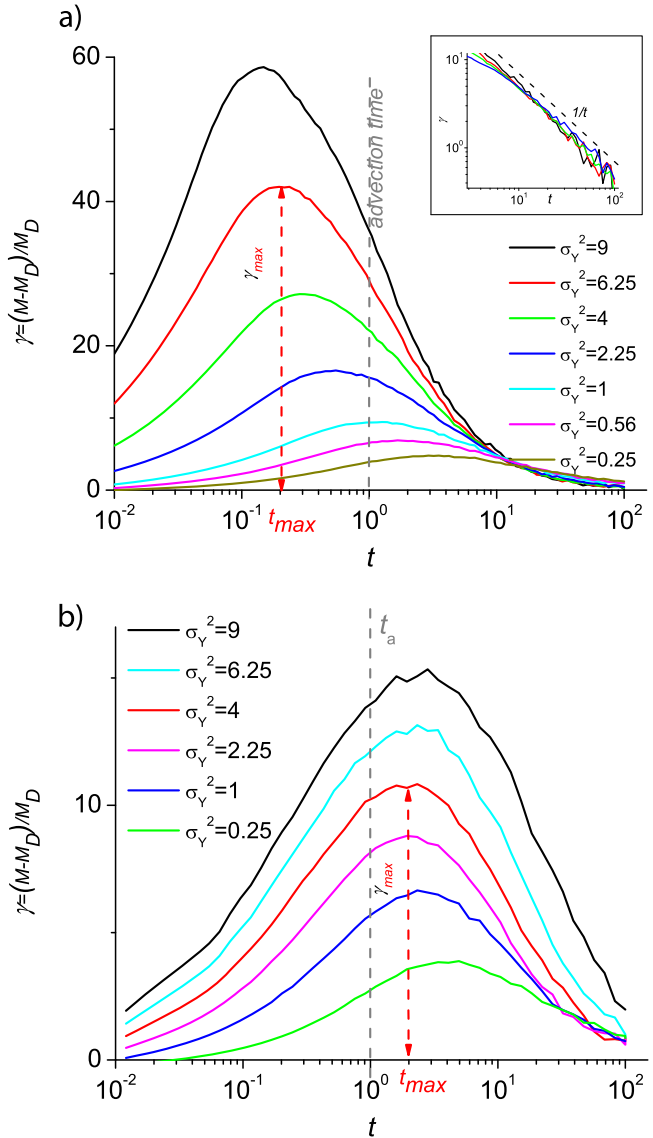 a)
60
40
20
0
γ=(M-M_D)/M_D
10^-2
10^-1
10^0
10^1
10^2
t
t_max
γ_max
advection time
10^1
10^0
γ
10^1
10^2
t
1/t
σ_Y^2=9
σ_Y^2=6.25
σ_Y^2=4
σ_Y^2=2.25
σ_Y^2=1
σ_Y^2=0.56
σ_Y^2=0.25
b)
σ_Y^2=9
σ_Y^2=6.25
σ_Y^2=4
σ_Y^2=2.25
σ_Y^2=1
σ_Y^2=0.25
t_a
10
0
γ=(M-M_D)/M_D
γ_max
10^-2
10^-1
10^0
10^1
10^2
t_max
t